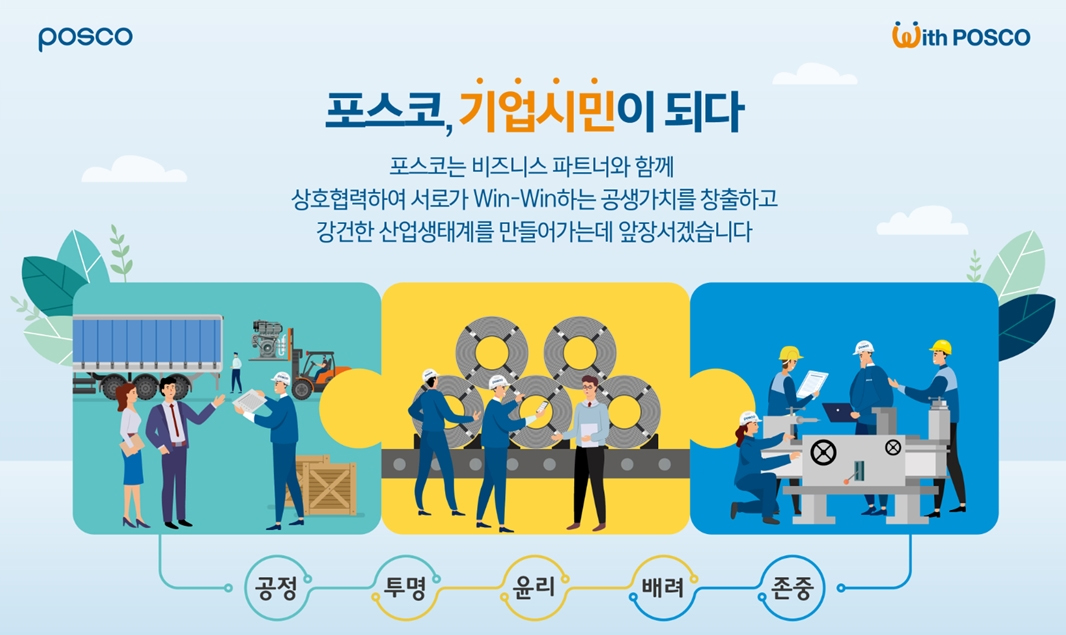 posco
With POSCO
포스코, 기업시민이 되다
포스코는 비즈니스 파트너와 함께
상호협력하여 서로가 Win-Win하는 공생가치를 창출하고
강건한 산업생태계를 만들어가는데 앞장서겠습니다
공정 투명 윤리 배려 존중